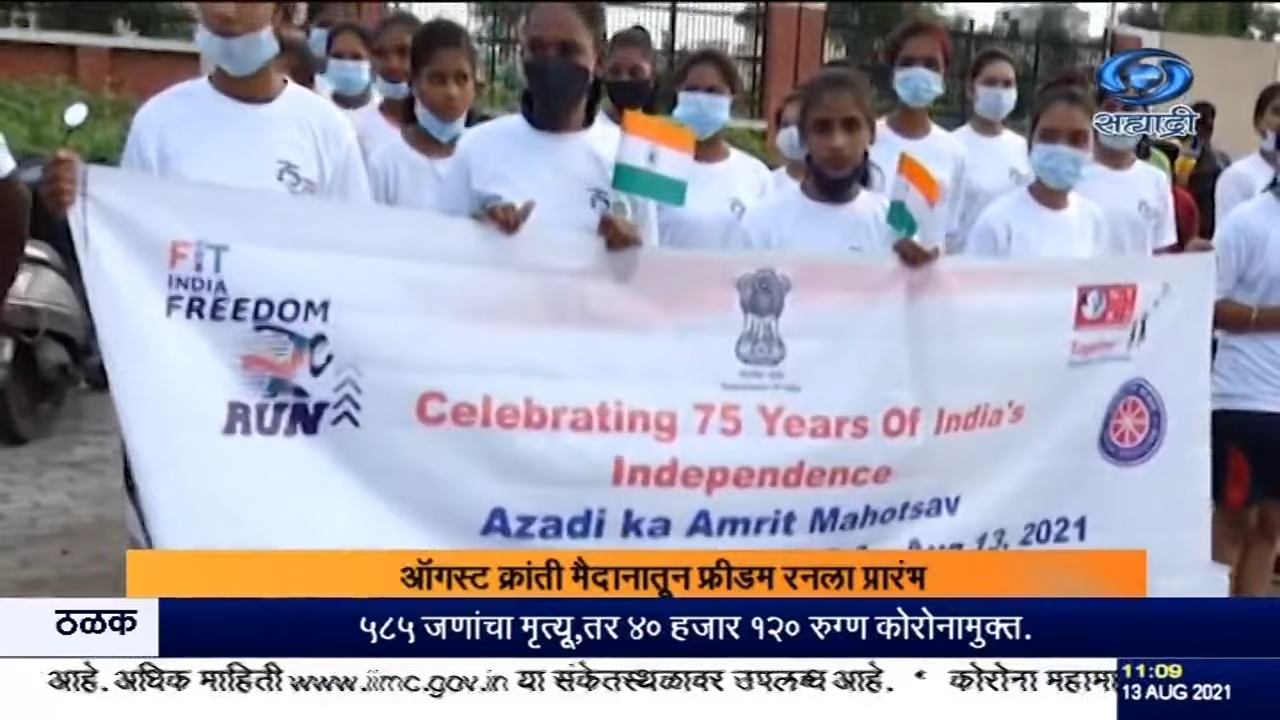 सह्याद्री
FIT
INDIA
FREEDOM
RUN
Celebrating 75 Years Of India's
Independence
Azadi ka Amrit Mahotsav
Aug 13, 2021
ऑगस्ट क्रांती मैदानातून फ्रीडम रनला प्रारंभ
ठळक
५८५ जणांचा मृत्यू,तर ४० हजार १२० रुग्ण कोरोनामुक्त.
आहे. अधिक माहिती www.iimc.gov.in या संकेतस्थळावर उपलब्ध आहे. * कोरोना महामा
11:09
13 AUG 2021